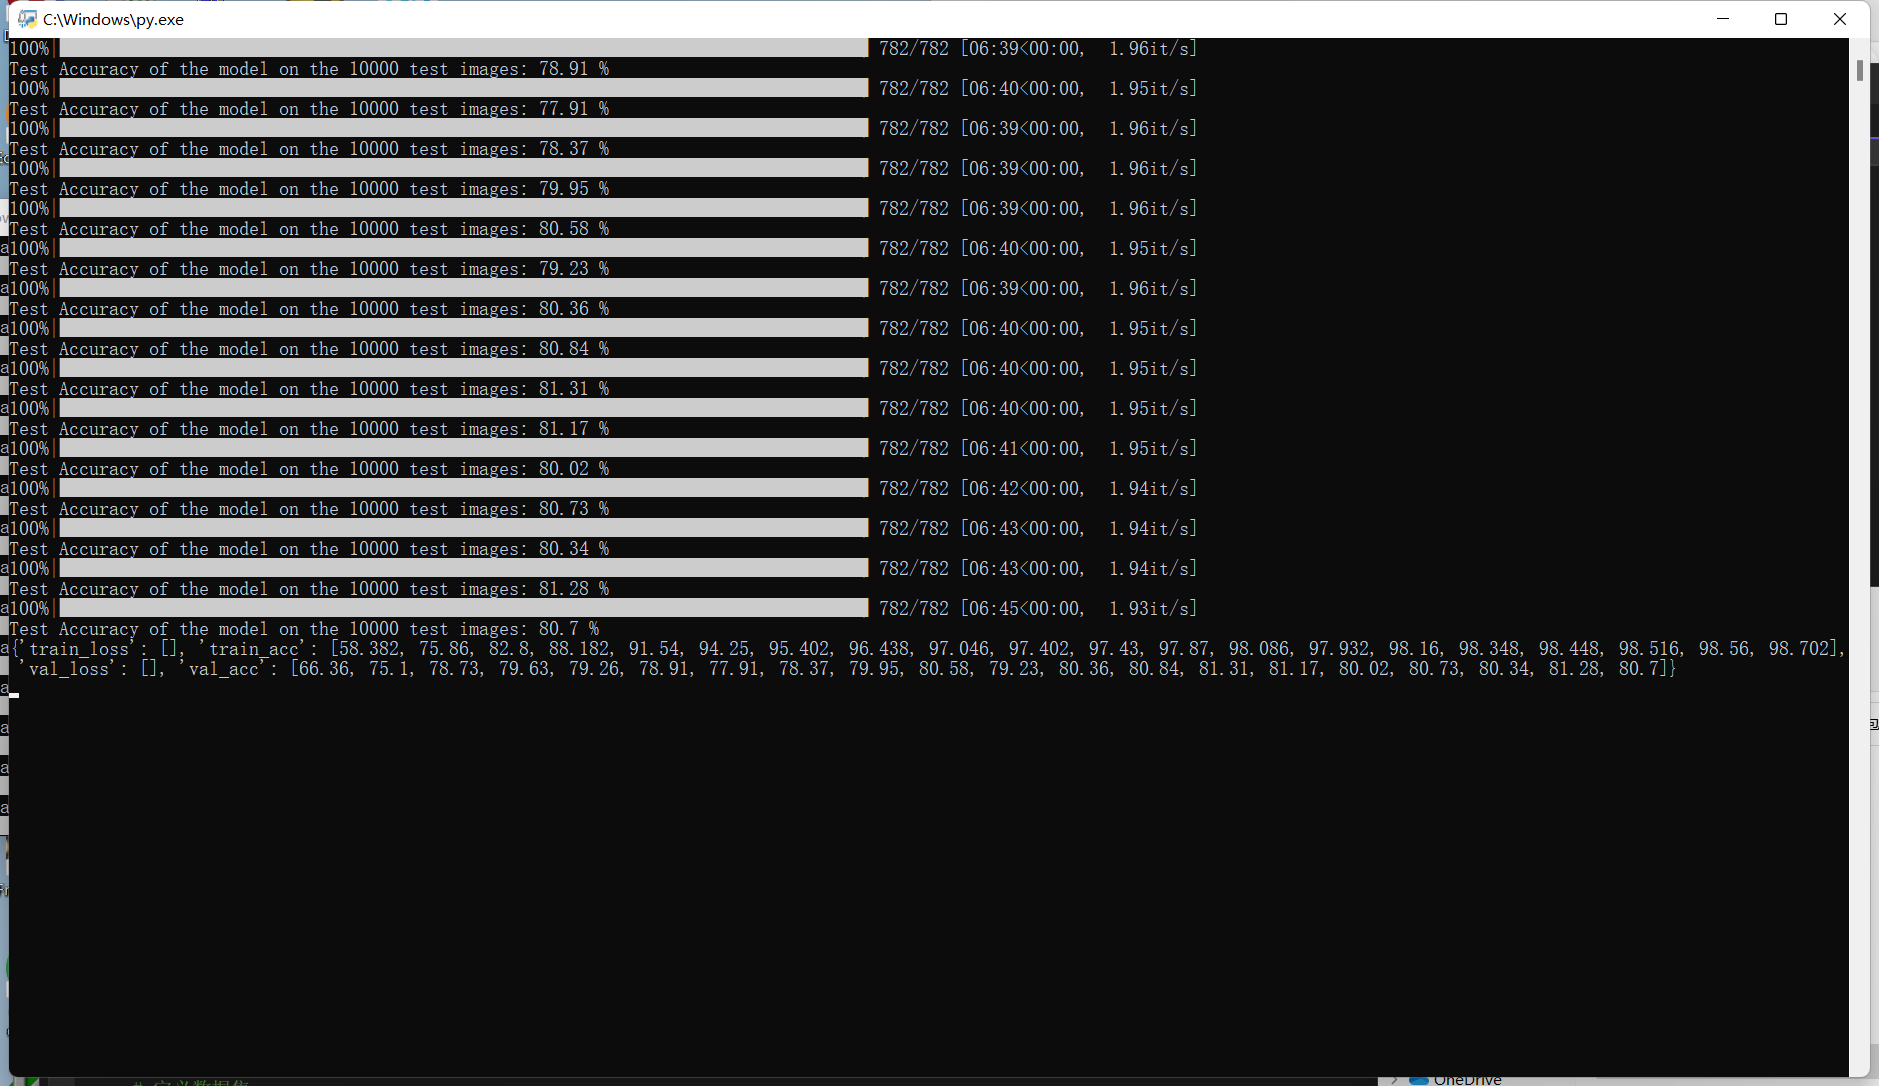 C:\Windows\py.exe
100%| 782/782 [06:39<00:00, 1.96it/s]
Test Accuracy of the model on the 10000 test images: 78.91 %
100%| 782/782 [06:40<00:00, 1.95it/s]
Test Accuracy of the model on the 10000 test images: 77.91 %
100%| 782/782 [06:39<00:00, 1.96it/s]
Test Accuracy of the model on the 10000 test images: 78.37 %
100%| 782/782 [06:39<00:00, 1.96it/s]
Test Accuracy of the model on the 10000 test images: 79.95 %
100%| 782/782 [06:39<00:00, 1.96it/s]
Test Accuracy of the model on the 10000 test images: 80.58 %
100%| 782/782 [06:40<00:00, 1.95it/s]
Test Accuracy of the model on the 10000 test images: 79.23 %
100%| 782/782 [06:39<00:00, 1.96it/s]
Test Accuracy of the model on the 10000 test images: 80.36 %
100%| 782/782 [06:40<00:00, 1.95it/s]
Test Accuracy of the model on the 10000 test images: 80.84 %
100%| 782/782 [06:40<00:00, 1.95it/s]
Test Accuracy of the model on the 10000 test images: 81.31 %
100%| 782/782 [06:40<00:00, 1.95it/s]
Test Accuracy of the model on the 10000 test images: 81.17 %
100%| 782/782 [06:41<00:00, 1.95it/s]
Test Accuracy of the model on the 10000 test images: 80.02 %
100%| 782/782 [06:42<00:00, 1.94it/s]
Test Accuracy of the model on the 10000 test images: 80.73 %
100%| 782/782 [06:43<00:00, 1.94it/s]
Test Accuracy of the model on the 10000 test images: 80.34 %
100%| 782/782 [06:43<00:00, 1.94it/s]
Test Accuracy of the model on the 10000 test images: 81.28 %
100%| 782/782 [06:45<00:00, 1.93it/s]
Test Accuracy of the model on the 10000 test images: 80.7 %
{'train_loss': [], 'train_acc': [58.382, 75.86, 82.8, 88.182, 91.54, 94.25, 95.402, 96.438, 97.046, 97.402, 97.43, 97.87, 98.086, 97.932, 98.16, 98.348, 98.448, 98.516, 98.56, 98.702],
'val_loss': [], 'val_acc': [66.36, 75.1, 78.73, 79.63, 79.26, 78.91, 77.91, 78.37, 79.95, 80.58, 79.23, 80.36, 80.84, 81.31, 81.17, 80.02, 80.73, 80.34, 81.28, 80.7]}
OneDrive